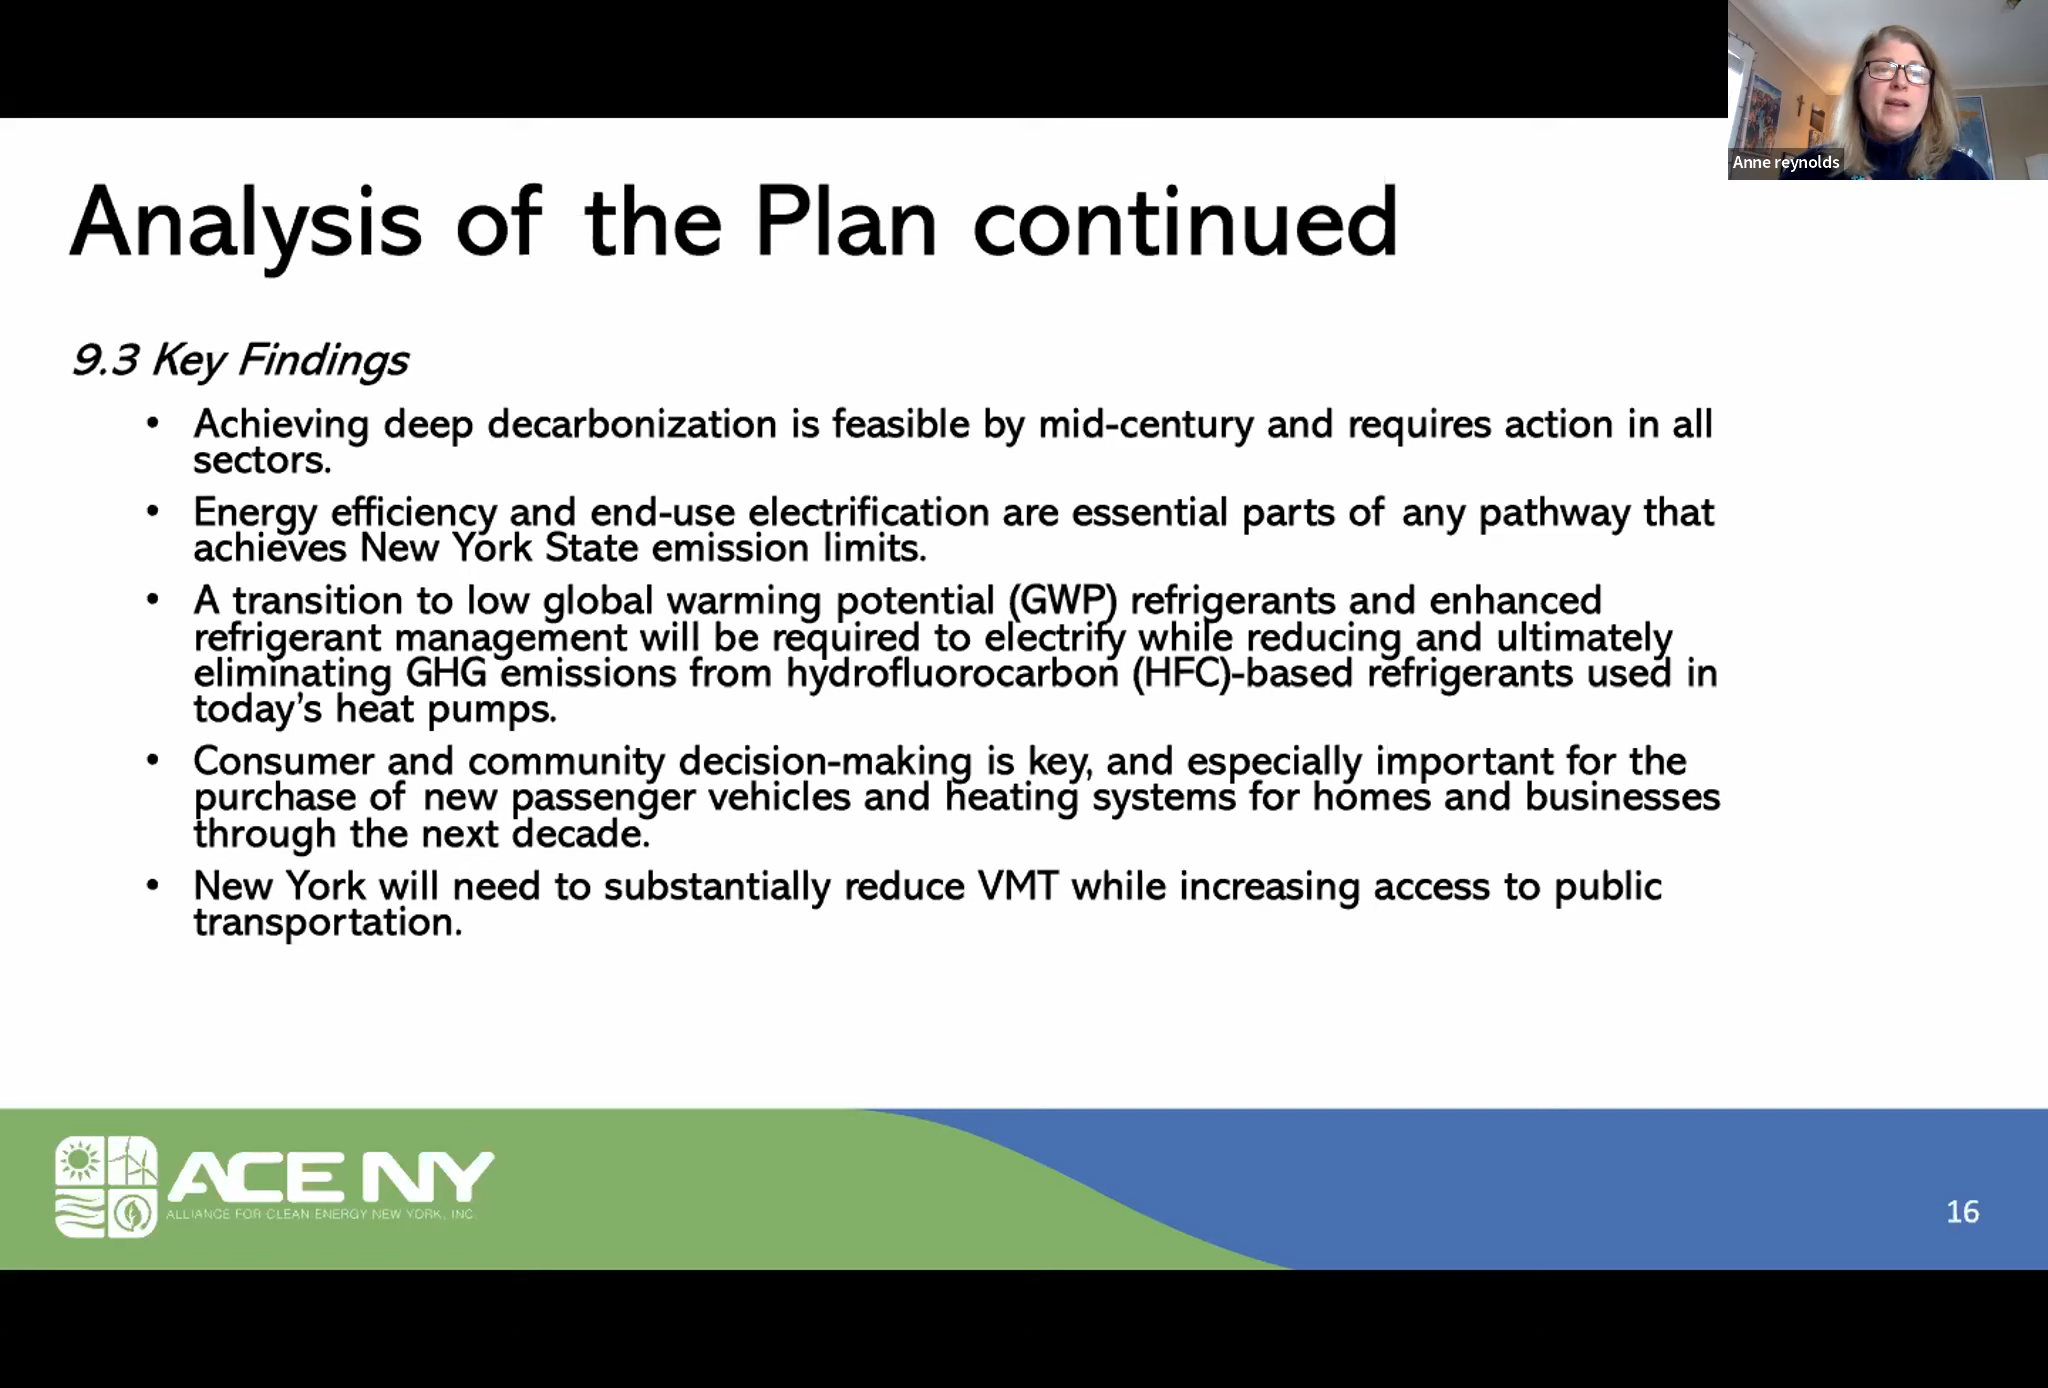 Anne reynolds
Analysis of the Plan continued
9.3 Key Findings
• Achieving deep decarbonization is feasible by mid-century and requires action in all
sectors.
• Energy efficiency and end-use electrification are essential parts of any pathway that
achieves New York State emission limits.
• A transition to low global warming potential (GWP) refrigerants and enhanced
refrigerant management will be required to electrify while reducing and ultimately
eliminating GHG emissions from hydrofluorocarbon (HFC)-based refrigerants used in
today’s heat pumps.
• Consumer and community decision-making is key, and especially important for the
purchase of new passenger vehicles and heating systems for homes and businesses
through the next decade.
• New York will need to substantially reduce VMT while increasing access to public
transportation.
ACE NY
ALLIANCE FOR CLEAN ENERGY NEW YORK, INC.
16